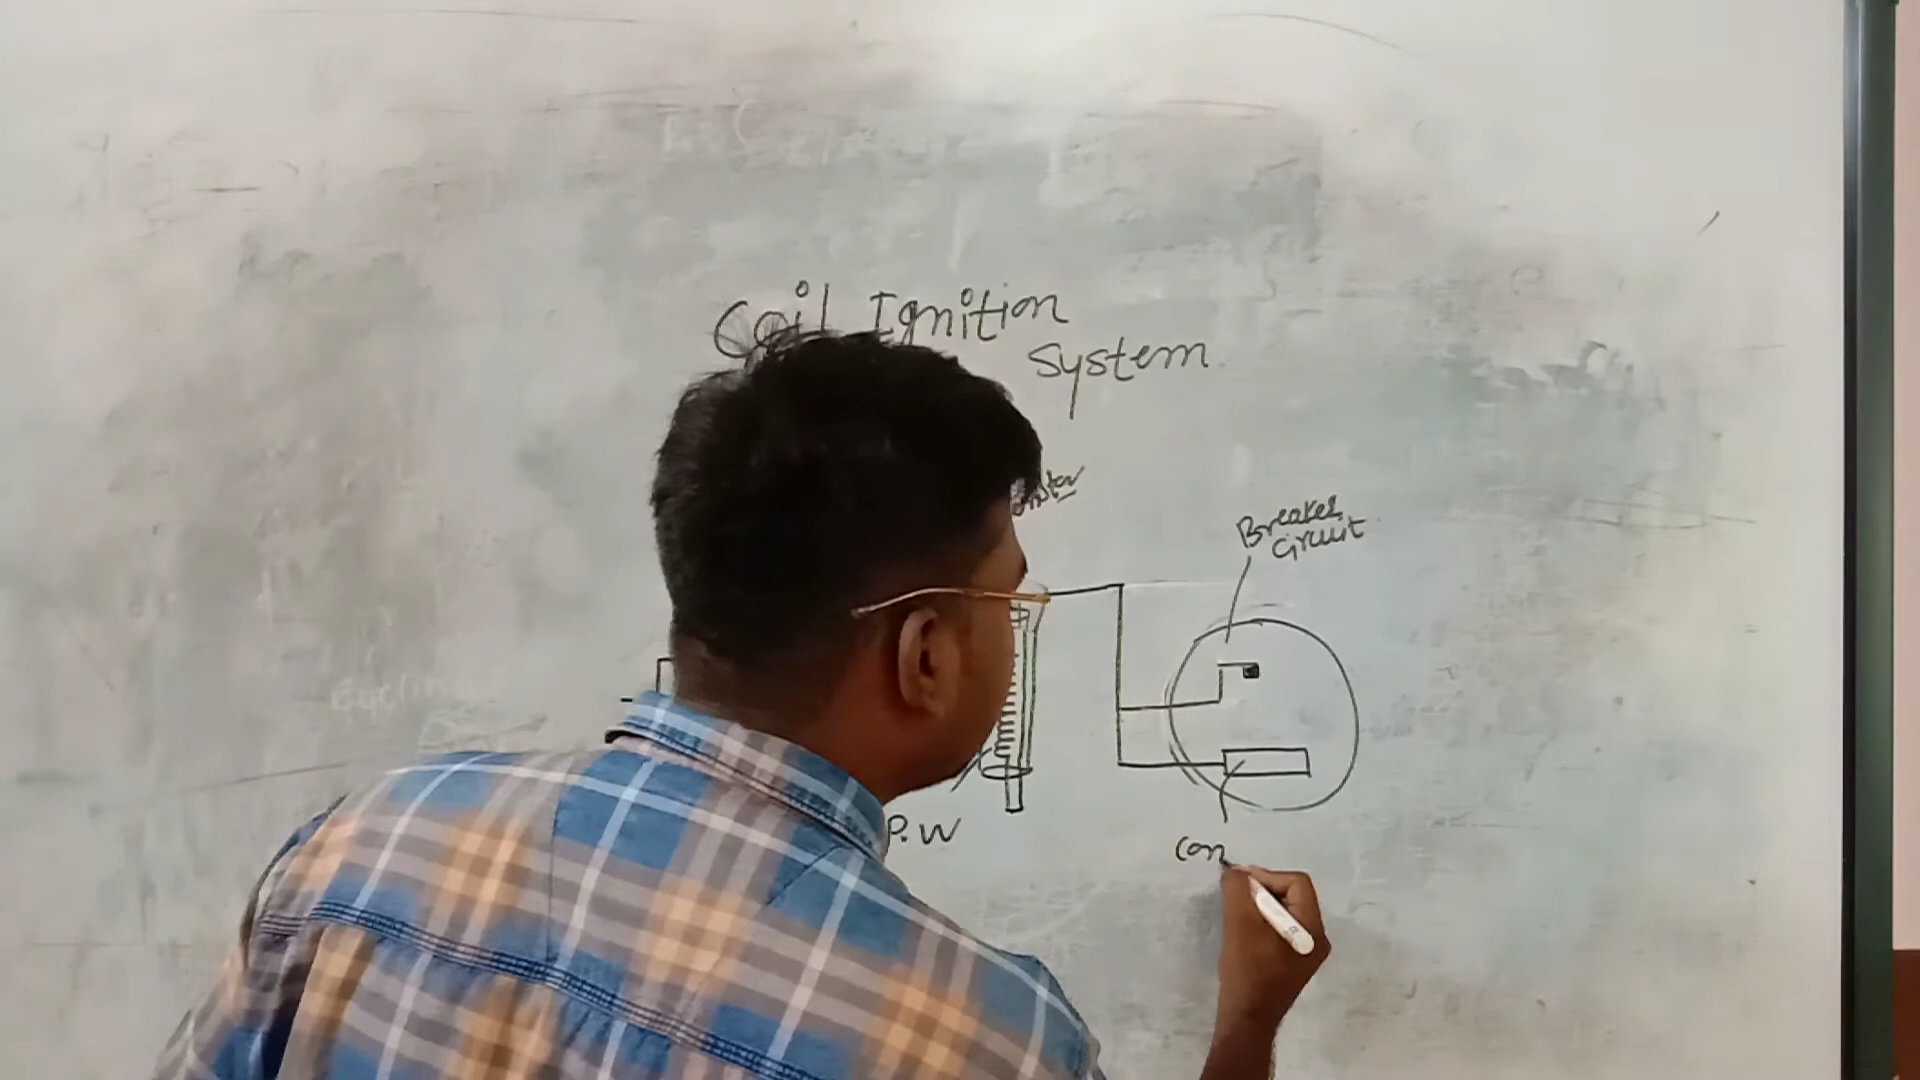 Coil Ignition
System
Breaker
Circuit
P.W
Con